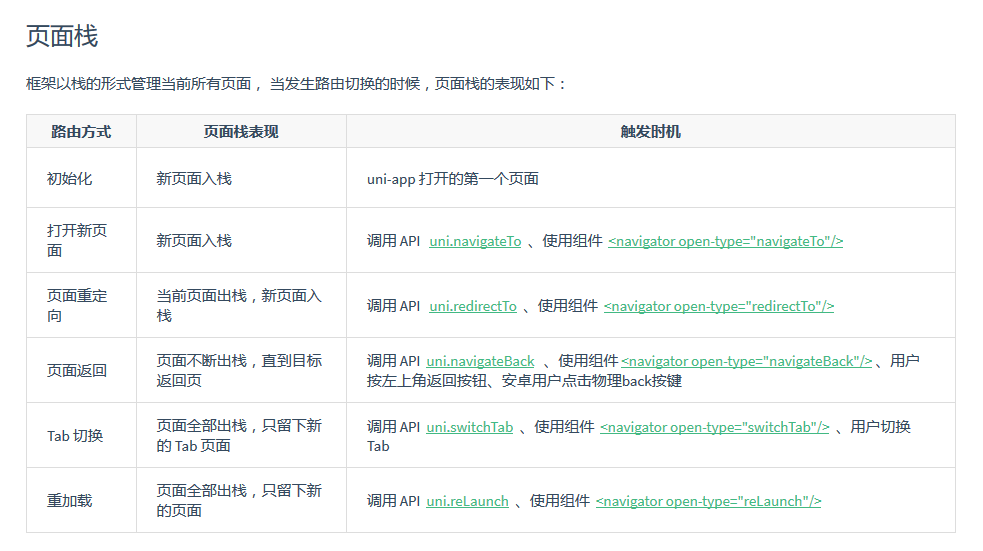 页面栈
框架以栈的形式管理当前所有页面， 当发生路由切换的时候，页面栈的表现如下：
路由方式 页面栈表现 触发时机
初始化 新页面入栈 uni-app 打开的第一个页面
打开新页
面
新页面入栈
调用 API uni.navigateTo 、使用组件 <navigator open-type="navigateTo"/>
页面重定
向
当前页面出栈，新页面入
栈
调用 API uni.redirectTo 、使用组件 <navigator open-type="redirectTo"/>
页面返回
页面不断出栈，直到目标
返回页
调用 API uni.navigateBack 、使用组件<navigator open-type="navigateBack"/> 、用户
按左上角返回按钮、安卓用户点击物理back按键
Tab 切换
页面全部出栈，只留下新
的 Tab 页面
调用 API uni.switchTab 、使用组件 <navigator open-type="switchTab"/> 、用户切换
Tab
重加载
页面全部出栈，只留下新
的页面
调用 API uni.reLaunch 、使用组件 <navigator open-type="reLaunch"/>